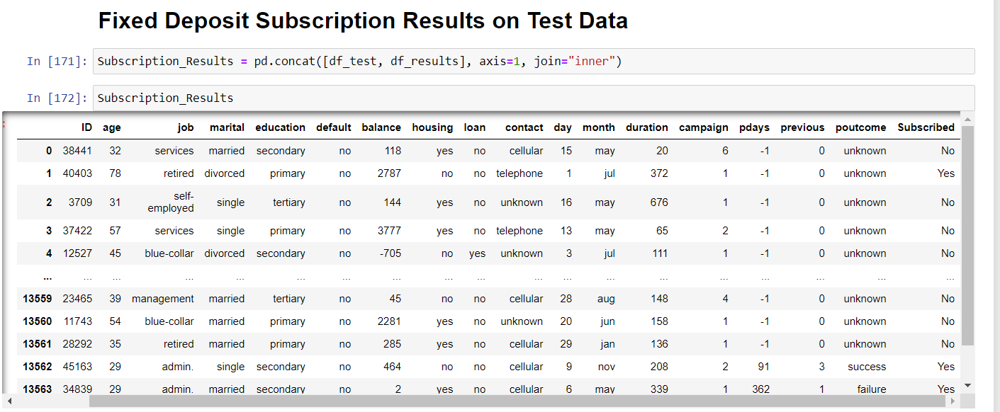 Fixed Deposit Subscription Results on Test Data
In [171]: Subscription_Results = pd.concat([df_test, df_results], axis=1, join="inner")
In [172]: Subscription_Results
ID age job marital education default balance housing loan contact day month duration campaign pdays previous poutcome Subscribed
0 38441 32 services married secondary no 118 yes no cellular 15 may 20 6 -1 0 unknown No
1 40403 78 retired divorced primary no 2787 no no telephone 1 jul 372 1 -1 0 unknown Yes
2 3709 31 self-employed single tertiary no 144 yes no unknown 16 may 676 1 -1 0 unknown No
3 37422 57 services single primary no 3777 yes no telephone 13 may 65 2 -1 0 unknown No
4 12527 45 blue-collar divorced secondary no -705 no yes unknown 3 jul 111 1 -1 0 unknown No
... ... ... ... ... ... ... ... ... ... ... ... ... ... ... ... ... ... ...
13559 23465 39 management married tertiary no 45 no no cellular 28 aug 148 4 -1 0 unknown No
13560 11743 54 blue-collar married primary no 2281 yes no unknown 20 jun 158 1 -1 0 unknown No
13561 28292 35 retired married primary no 285 yes no cellular 29 jan 136 1 -1 0 unknown No
13562 45163 29 admin. single secondary no 464 no no cellular 9 nov 208 2 91 3 success Yes
13563 34839 29 admin. married secondary no 2 yes no cellular 6 may 339 1 362 1 failure Yes